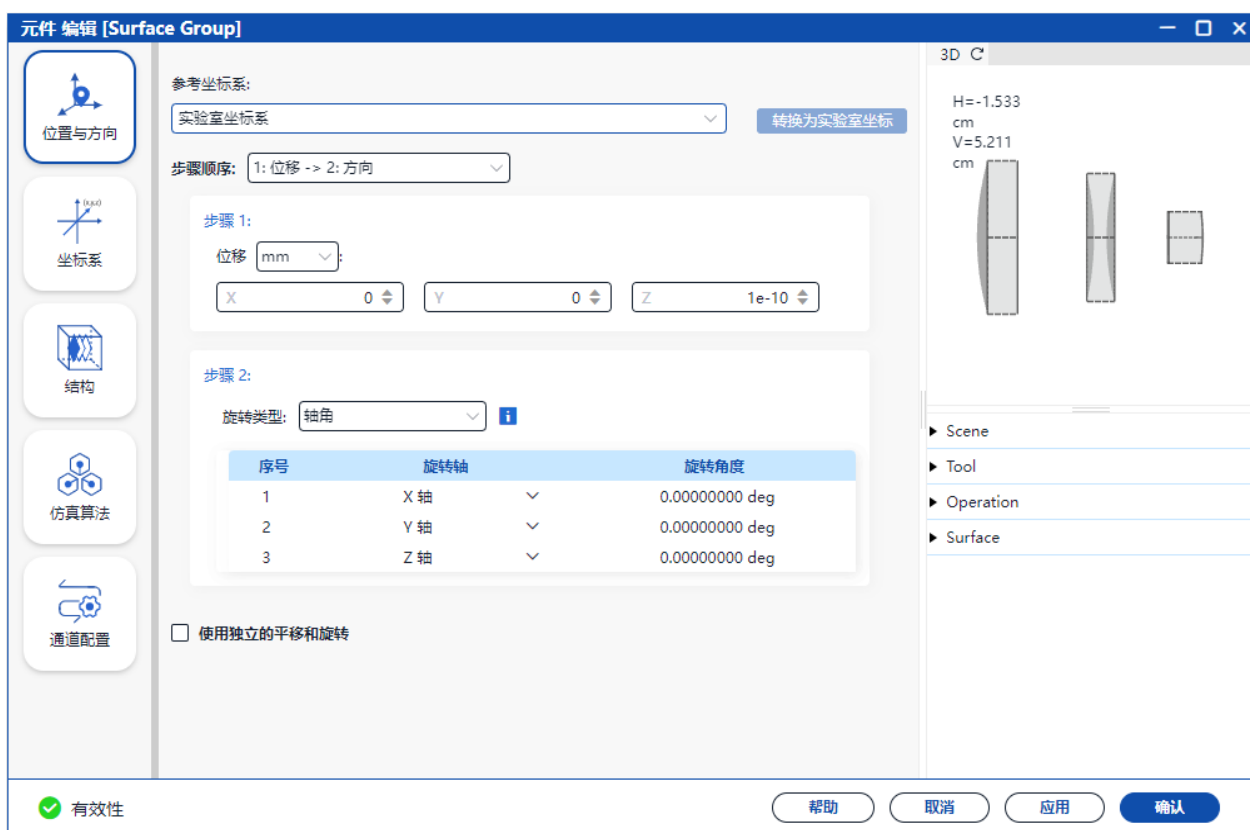 元件 编辑 [Surface Group]
位置与方向
坐标系
(x,y,z)
结构
仿真算法
通道配置
参考坐标系:
实验室坐标系
转换为实验室坐标
步骤顺序: 1: 位移 -> 2: 方向
步骤 1:
位移 mm :
X 0 Y 0 Z 1e-10
步骤 2:
旋转类型: 轴角 i
序号 旋转轴 旋转角度
1 X 轴 0.00000000 deg
2 Y 轴 0.00000000 deg
3 Z 轴 0.00000000 deg
使用独立的平移和旋转
3D
H=-1.533
cm
V=5.211
cm
Scene
Tool
Operation
Surface
有效性
帮助 取消 应用 确认